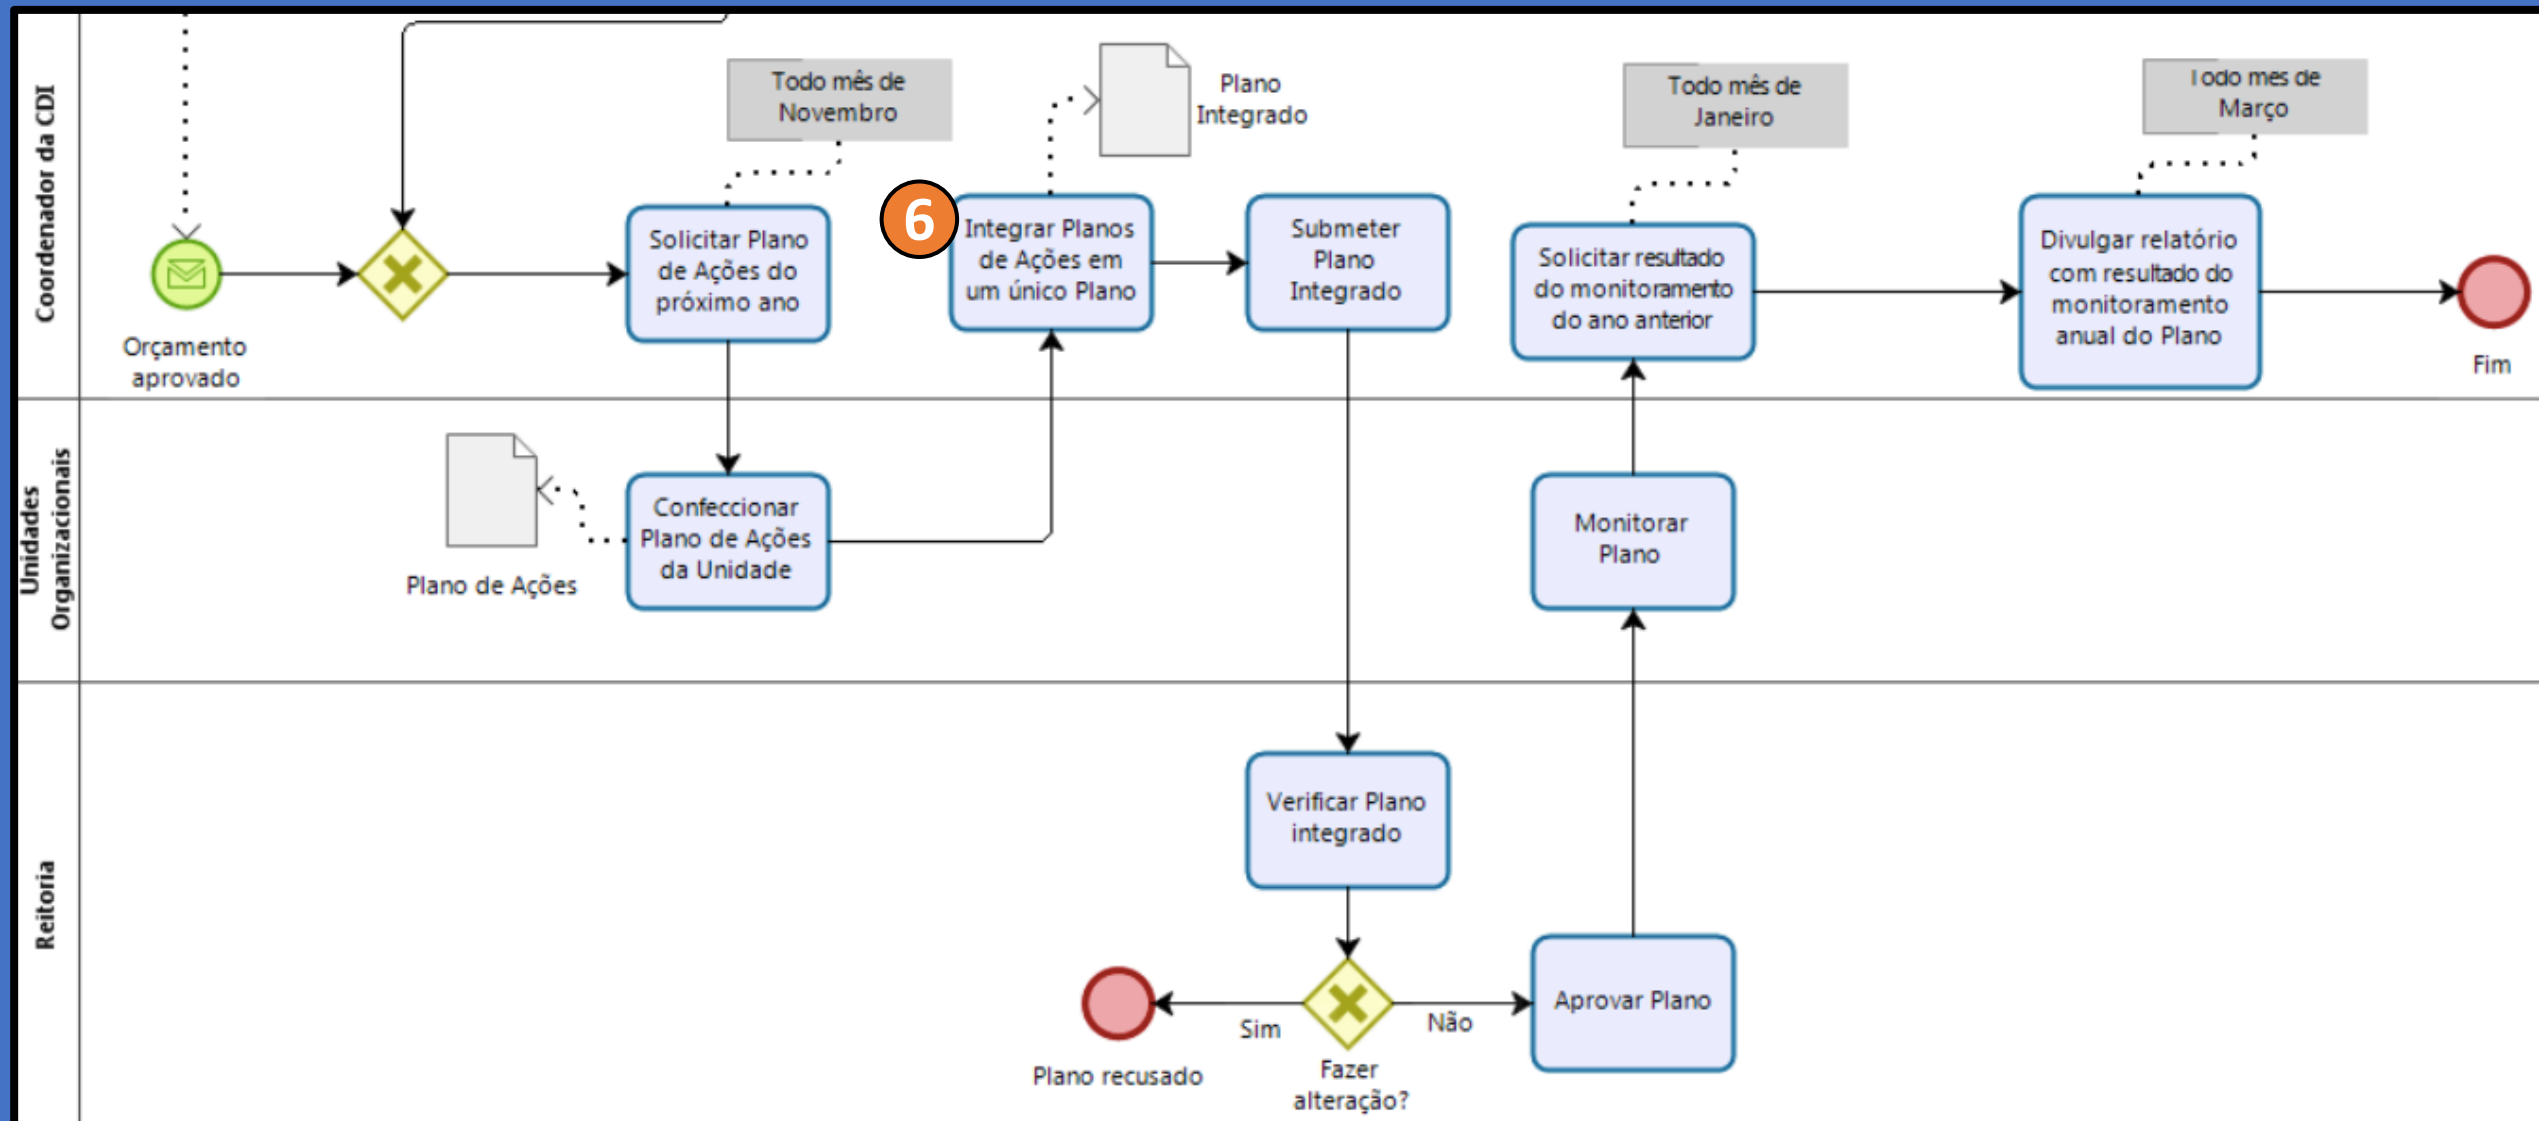 Coordenador da CDI
Orçamento
aprovado
Todo mês de
Novembro
Solicitar Plano
de Ações do
próximo ano
6
Integrar Planos
de Ações em
um único Plano
Plano
Integrado
Submeter
Plano
Integrado
Todo mês de
Janeiro
Solicitar resultado
do monitoramento
do ano anterior
Todo mês de
Março
Divulgar relatório
com resultado do
monitoramento
anual do Plano
Fim
Unidades
Organizacionais
Plano de Ações
Confeccionar
Plano de Ações
da Unidade
Monitorar
Plano
Reitoria
Verificar Plano
integrado
Plano recusado
Sim
Fazer
alteração?
Não
Aprovar Plano